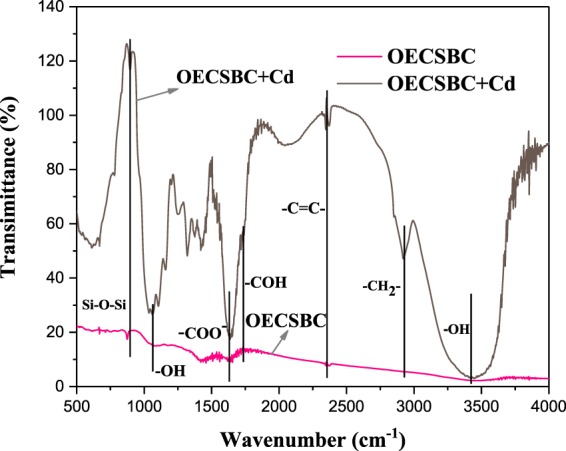 140
120
100
80
60
40
20
0
Transimittance (%)
OECSBC
OECSBC+Cd
OECSBC+Cd
-C=C-
-COH
-CH2-
Si-O-Si
-COO-
OECSBC
-OH
-OH
500 1000 1500 2000 2500 3000 3500 4000
Wavenumber (cm-1)